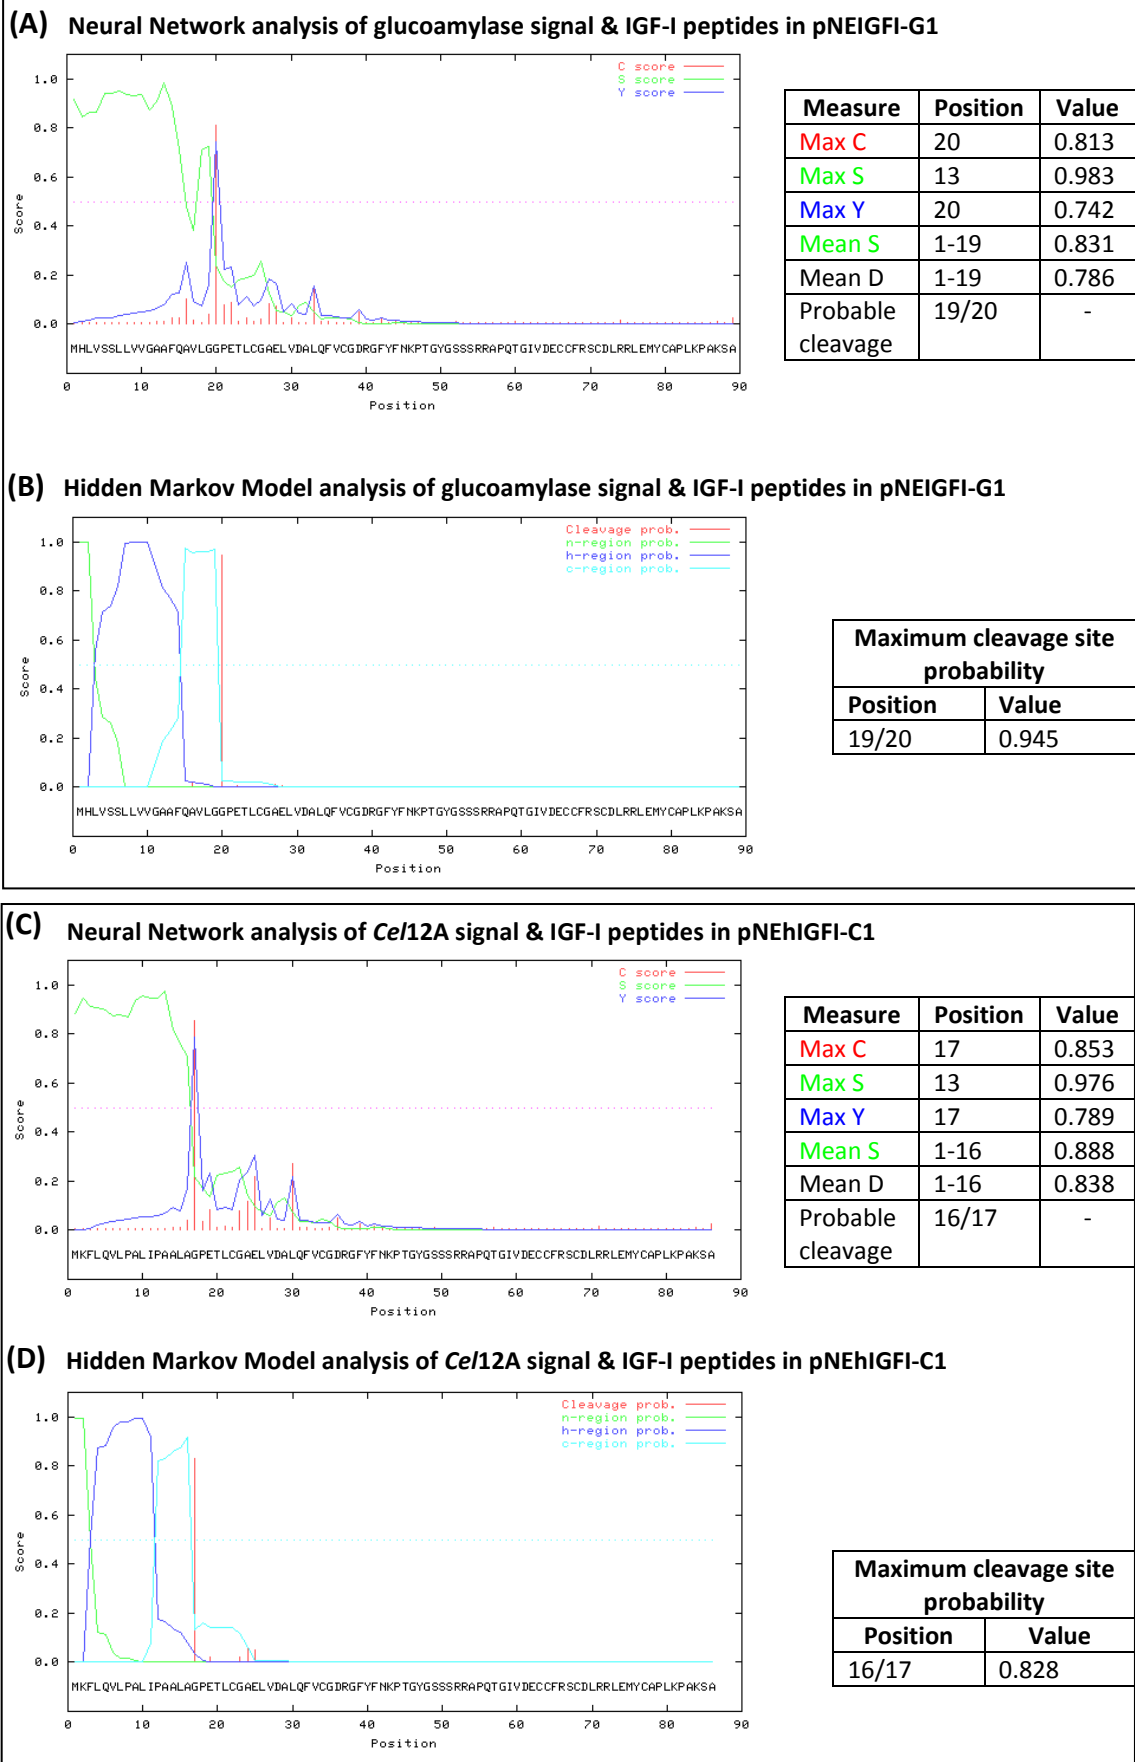 (A) Neural Network analysis of glucoamylase signal & IGF-I peptides in pNEIGFI-G1
C score
S score
Y score
1.0
0.8
0.6
0.4
0.2
0.0
Score
MHLVSSLLVVGAAFQAVLGGPETLCGAELVDALQFVCGDRGFYFNKPTGYGSSSRRAPQTGIVDECCFRSCDLRRLEMYCAPLKPAKSA
0 10 20 30 40 50 60 70 80 90
Position
Measure Position Value
Max C 20 0.813
Max S 13 0.983
Max Y 20 0.742
Mean S 1-19 0.831
Mean D 1-19 0.786
Probable 19/20 -
cleavage
(B) Hidden Markov Model analysis of glucoamylase signal & IGF-I peptides in pNEIGFI-G1
Cleavage prob.
n-region prob.
h-region prob.
c-region prob.
1.0
0.8
0.6
0.4
0.2
0.0
Score
MHLVSSLLVVGAAFQAVLGGPETLCGAELVDALQFVCGDRGFYFNKPTGYGSSSRRAPQTGIVDECCFRSCDLRRLEMYCAPLKPAKSA
0 10 20 30 40 50 60 70 80 90
Position
Maximum cleavage site
probability
Position Value
19/20 0.945
(C) Neural Network analysis of Cel12A signal & IGF-I peptides in pNEhIGFI-C1
C score
S score
Y score
1.0
0.8
0.6
0.4
0.2
0.0
Score
MKFLQVLPALIPAALAGPETLCGAELVDALQFVCGDRGFYFNKPTGYGSSSRRAPQTGIVDECCFRSCDLRRLEMYCAPLKPAKSA
0 10 20 30 40 50 60 70 80 90
Position
Measure Position Value
Max C 17 0.853
Max S 13 0.976
Max Y 17 0.789
Mean S 1-16 0.888
Mean D 1-16 0.838
Probable 16/17 -
cleavage
(D) Hidden Markov Model analysis of Cel12A signal & IGF-I peptides in pNEhIGFI-C1
Cleavage prob.
n-region prob.
h-region prob.
c-region prob.
1.0
0.8
0.6
0.4
0.2
0.0
Score
MKFLQVLPALIPAALAGPETLCGAELVDALQFVCGDRGFYFNKPTGYGSSSRRAPQTGIVDECCFRSCDLRRLEMYCAPLKPAKSA
0 10 20 30 40 50 60 70 80 90
Position
Maximum cleavage site
probability
Position Value
16/17 0.828